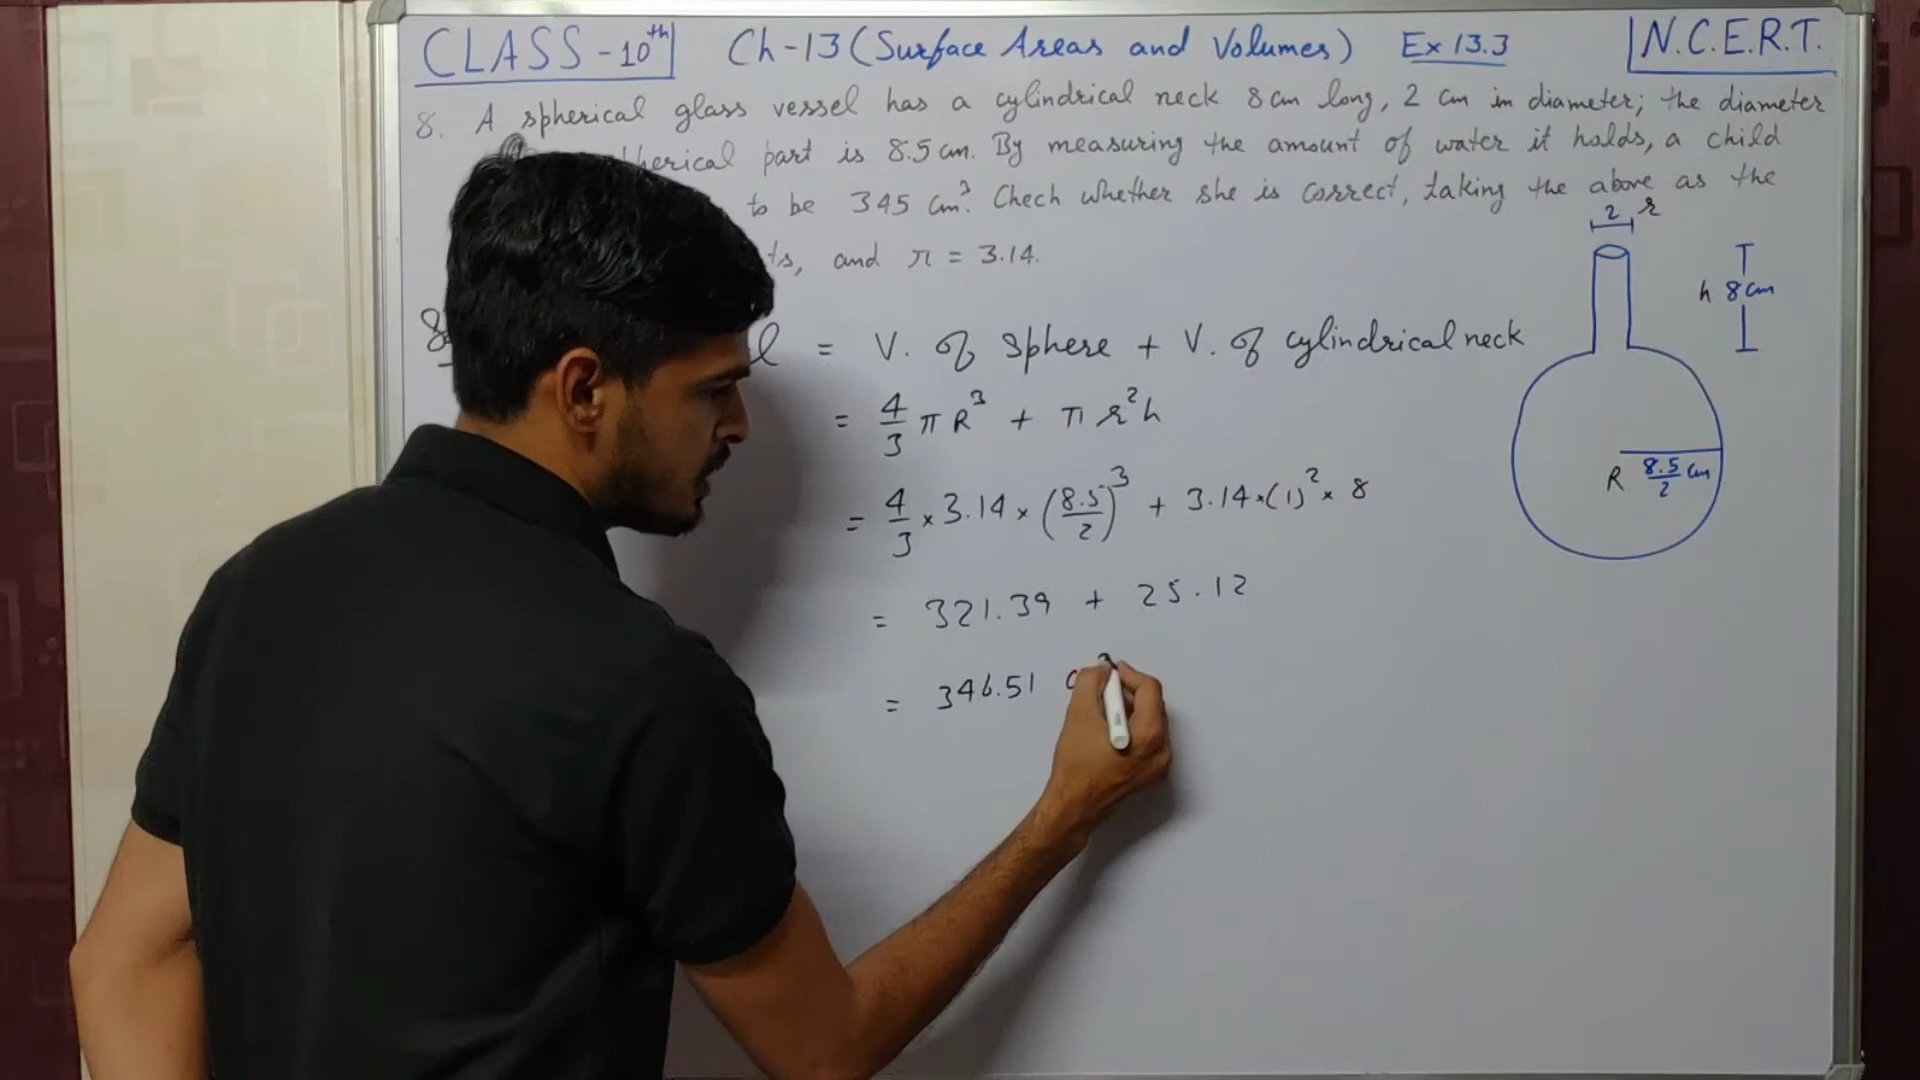 CLASS - 10th Ch-13 (Surface Areas and Volumes) Ex 13.3 N.C.E.R.T.
8. A spherical glass vessel has a cylindrical neck 8 cm long, 2 cm in diameter; the diameter
part is 8.5 cm. By measuring the amount of water it holds, a child
to be 345 cm³. Chech whether she is correct, taking the above as the
and π = 3.14.
2 r
h 8 cm
= V. of Sphere + V. of cylindrical neck
= 4/3 π R³ + π r² h
R 8.5/2 cm
= 4/3 × 3.14 × (8.5/2)³ + 3.14 × (1)² × 8
= 321.39 + 25.12
= 346.51